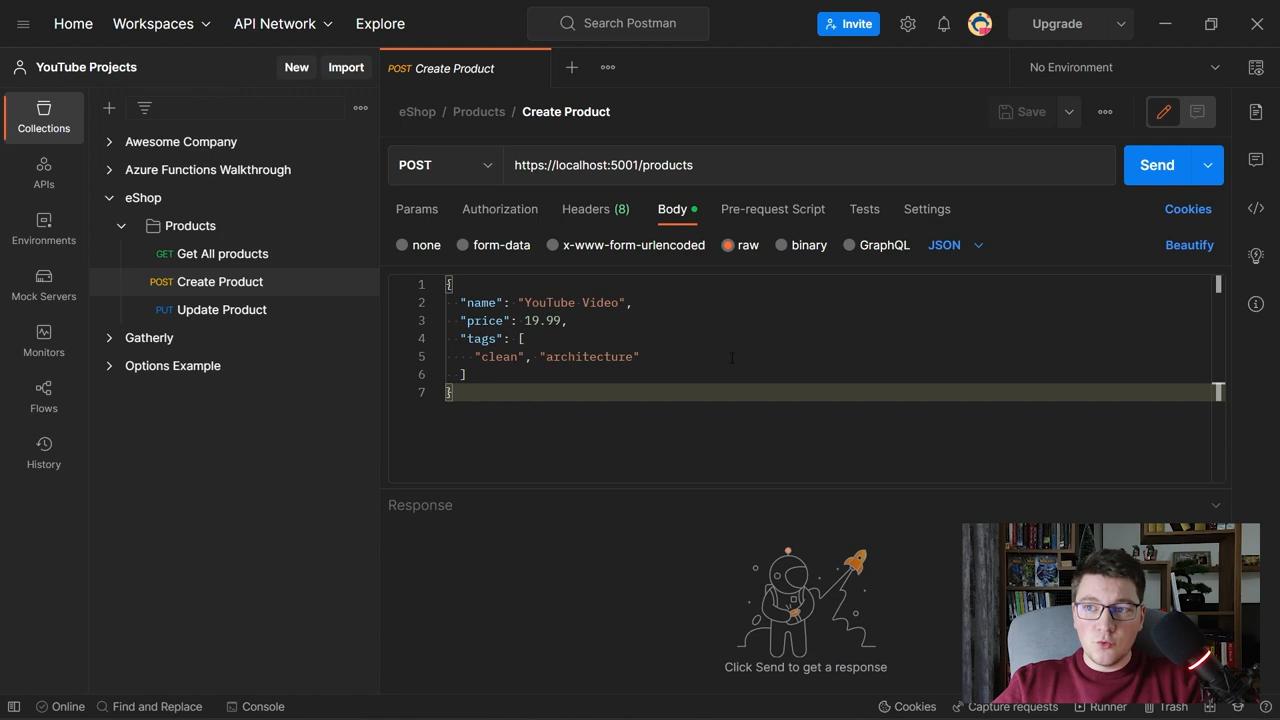 Home Workspaces API Network Explore Search Postman Invite Upgrade
YouTube Projects New Import POST Create Product No Environment
Collections
APIs
Environments
Mock Servers
Monitors
Flows
History
Awesome Company
Azure Functions Walkthrough
eShop
Products
GET Get All products
POST Create Product
PUT Update Product
Gatherly
Options Example
eShop / Products / Create Product Save
POST https://localhost:5001/products Send
Params Authorization Headers (8) Body Pre-request Script Tests Settings Cookies
none form-data x-www-form-urlencoded raw binary GraphQL JSON Beautify
1 {
2 "name": "YouTube Video",
3 "price": 19.99,
4 "tags": [
5 "clean", "architecture"
6 ]
7 }
Response
Click Send to get a response
Online Find and Replace Console Cookies Capture requests Runner Trash